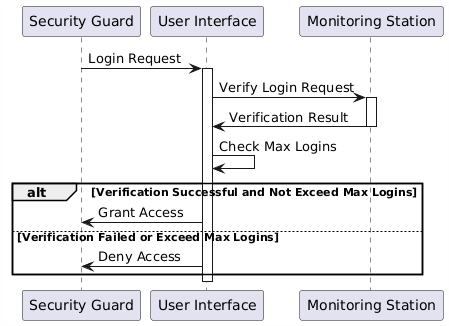 Security Guard
User Interface
Monitoring Station
Login Request
Verify Login Request
Verification Result
Check Max Logins
alt
[Verification Successful and Not Exceed Max Logins]
Grant Access
[Verification Failed or Exceed Max Logins]
Deny Access
Security Guard
User Interface
Monitoring Station